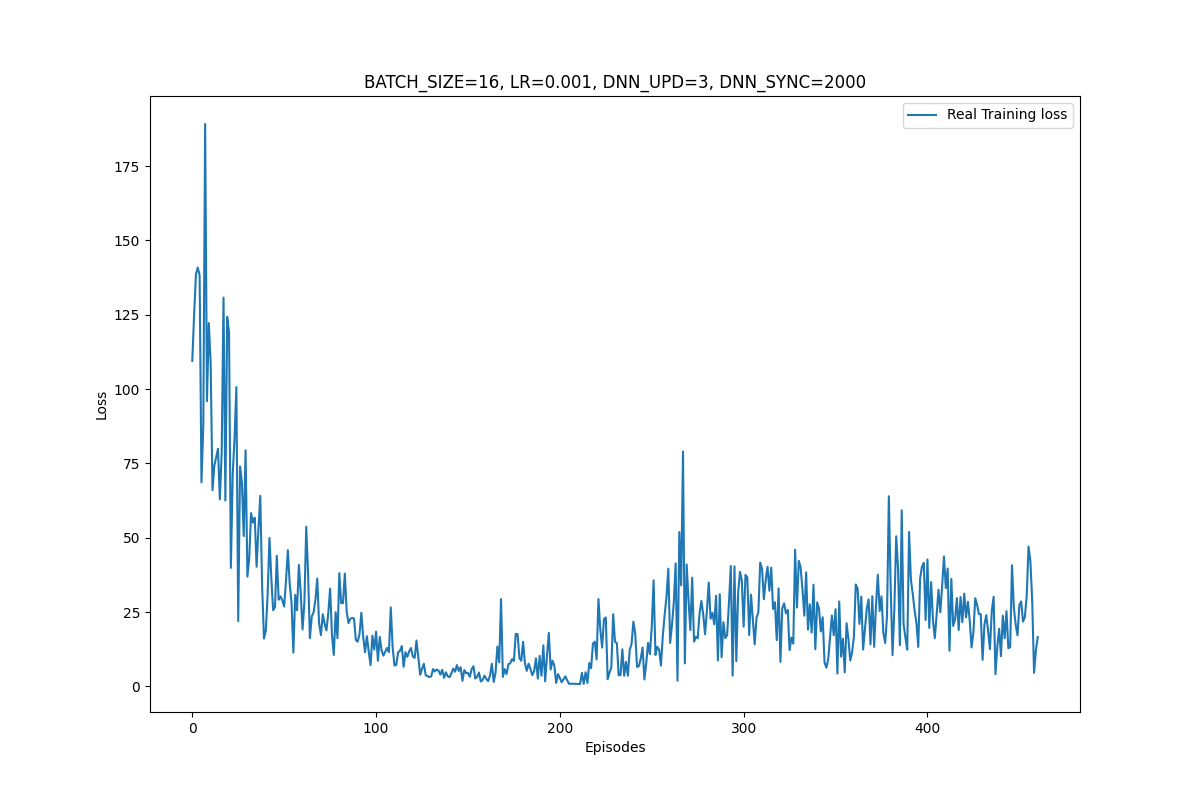 BATCH_SIZE=16, LR=0.001, DNN_UPD=3, DNN_SYNC=2000
Real Training loss
175
150
125
100
75
50
25
0
Loss
0 100 200 300 400
Episodes